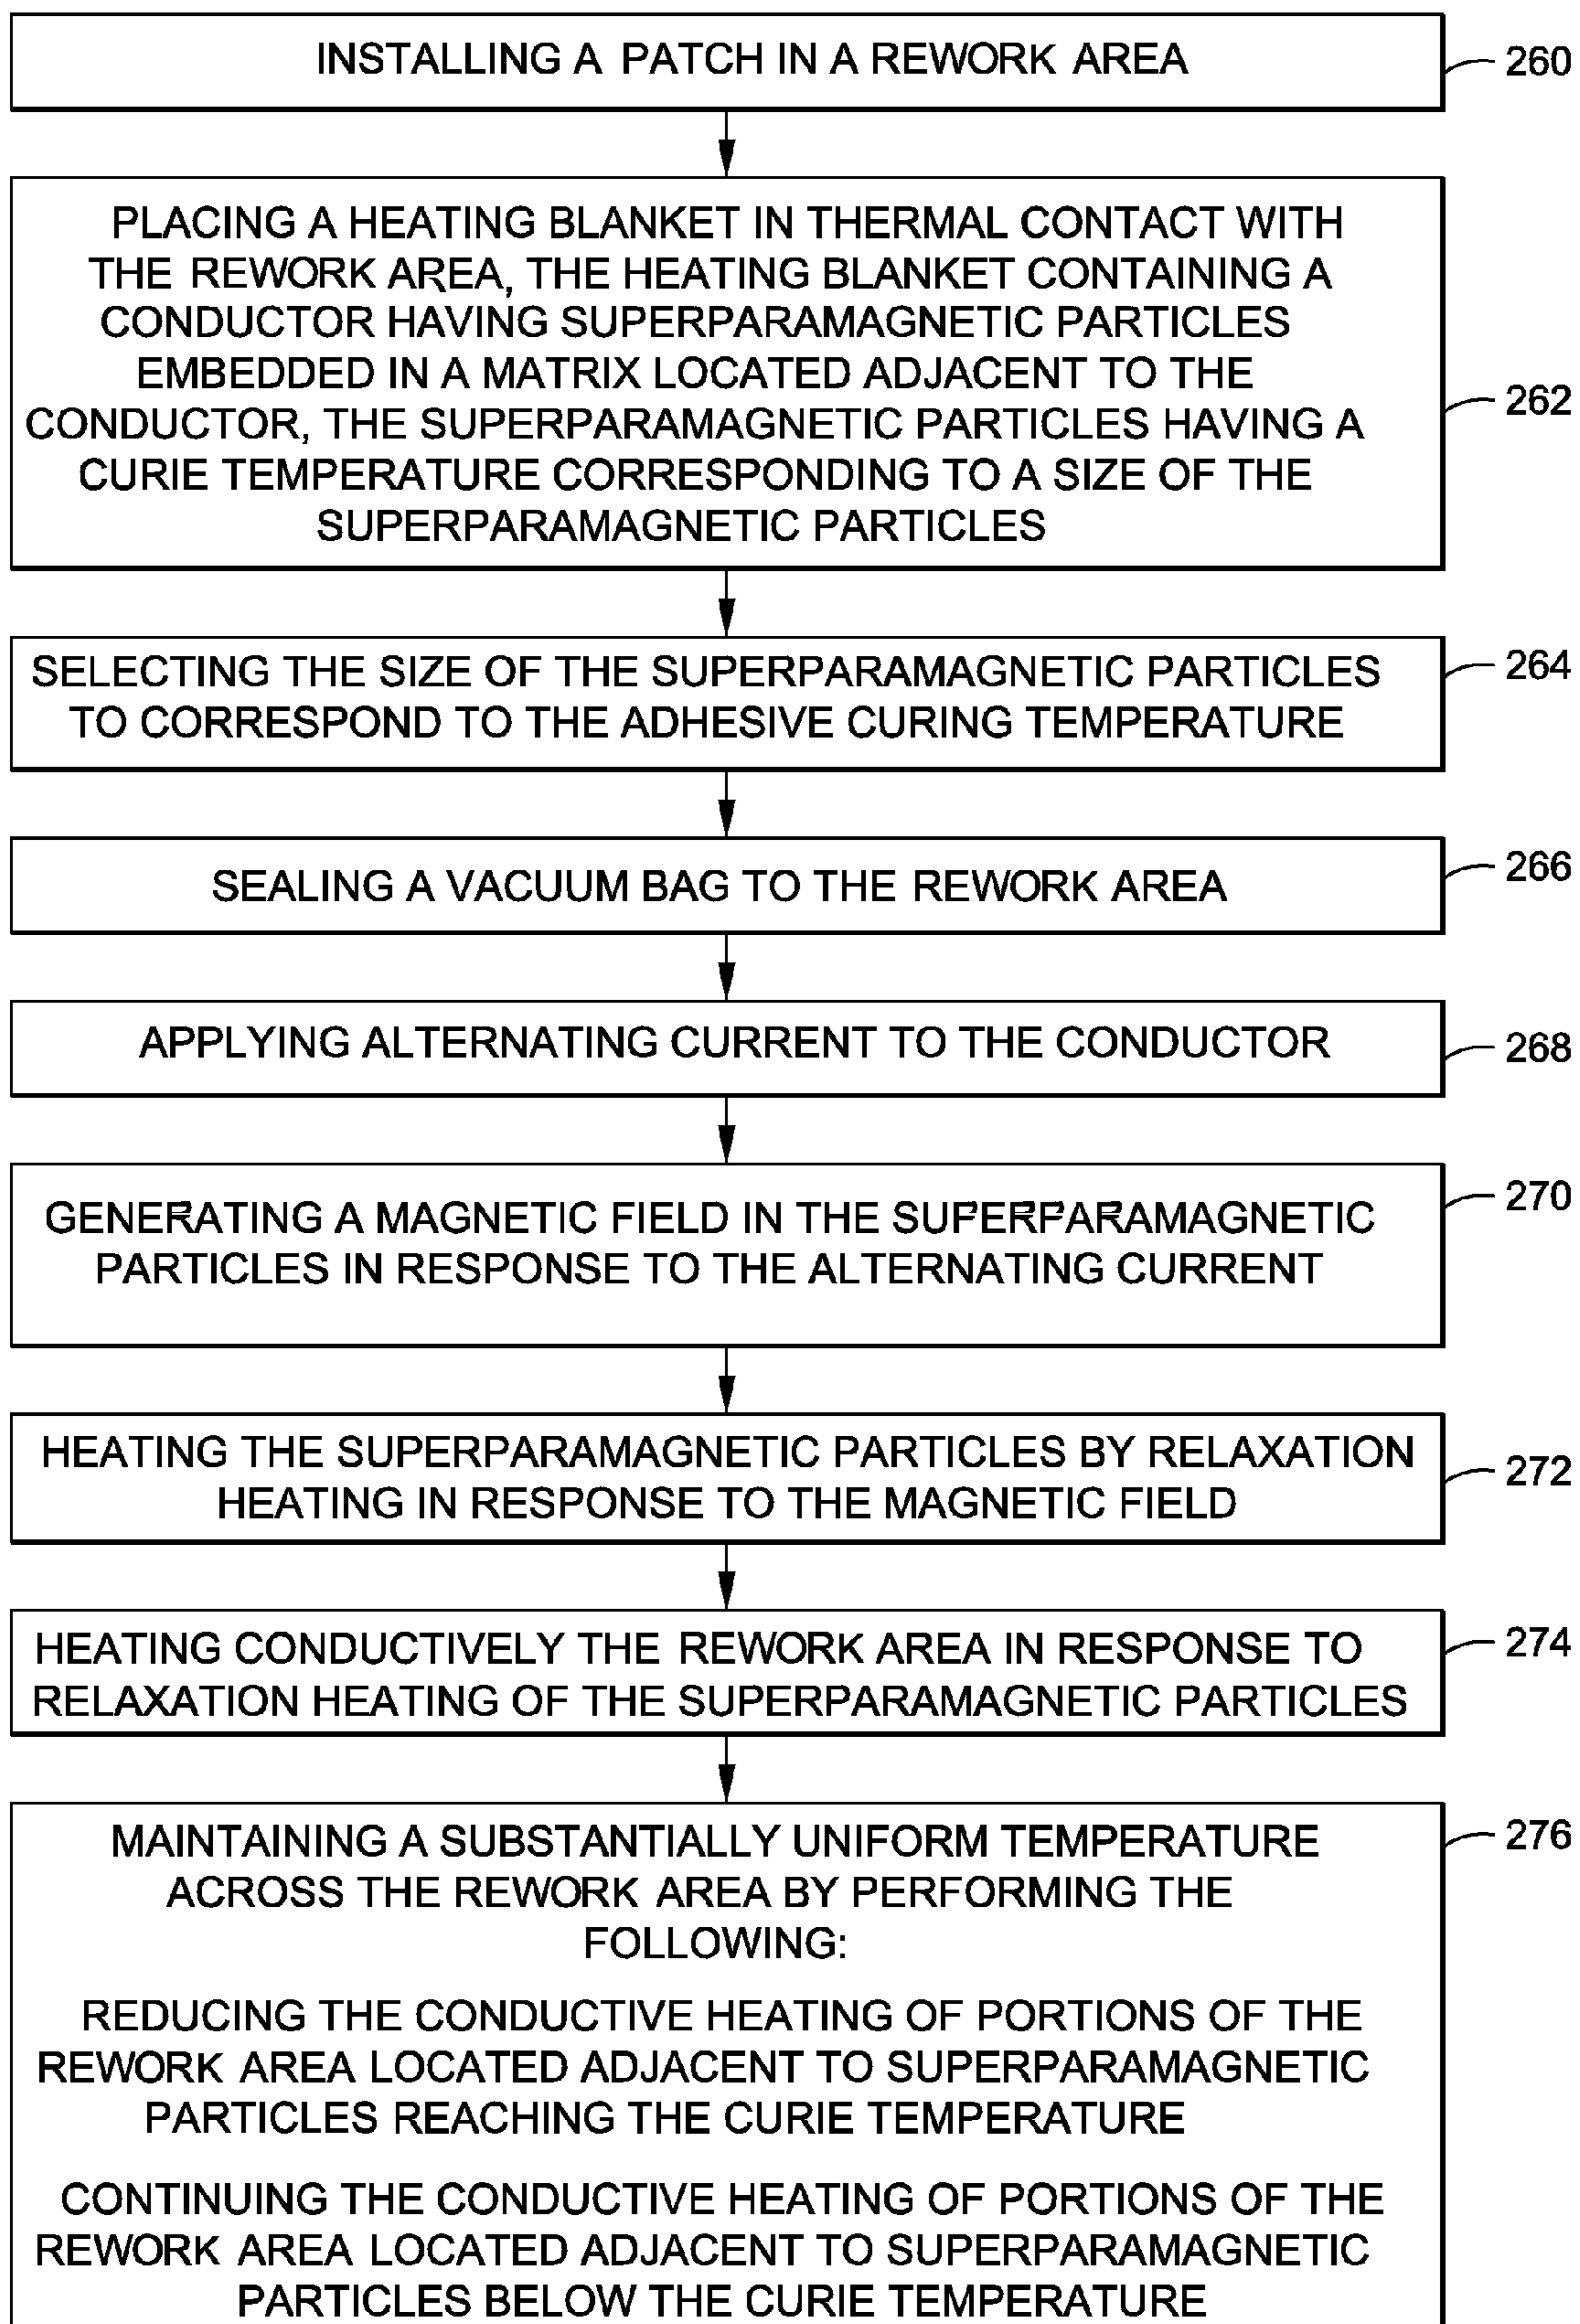 INSTALLING A PATCH IN A REWORK AREA
260
PLACING A HEATING BLANKET IN THERMAL CONTACT WITH
THE REWORK AREA, THE HEATING BLANKET CONTAINING A
CONDUCTOR HAVING SUPERPARAMAGNETIC PARTICLES
EMBEDDED IN A MATRIX LOCATED ADJACENT TO THE
CONDUCTOR, THE SUPERPARAMAGNETIC PARTICLES HAVING A
CURIE TEMPERATURE CORRESPONDING TO A SIZE OF THE
SUPERPARAMAGNETIC PARTICLES
262
SELECTING THE SIZE OF THE SUPERPARAMAGNETIC PARTICLES
TO CORRESPOND TO THE ADHESIVE CURING TEMPERATURE
264
SEALING A VACUUM BAG TO THE REWORK AREA
266
APPLYING ALTERNATING CURRENT TO THE CONDUCTOR
268
GENERATING A MAGNETIC FIELD IN THE SUPERPARAMAGNETIC
PARTICLES IN RESPONSE TO THE ALTERNATING CURRENT
270
HEATING THE SUPERPARAMAGNETIC PARTICLES BY RELAXATION
HEATING IN RESPONSE TO THE MAGNETIC FIELD
272
HEATING CONDUCTIVELY THE REWORK AREA IN RESPONSE TO
RELAXATION HEATING OF THE SUPERPARAMAGNETIC PARTICLES
274
MAINTAINING A SUBSTANTIALLY UNIFORM TEMPERATURE
ACROSS THE REWORK AREA BY PERFORMING THE
FOLLOWING:
REDUCING THE CONDUCTIVE HEATING OF PORTIONS OF THE
REWORK AREA LOCATED ADJACENT TO SUPERPARAMAGNETIC
PARTICLES REACHING THE CURIE TEMPERATURE
CONTINUING THE CONDUCTIVE HEATING OF PORTIONS OF THE
REWORK AREA LOCATED ADJACENT TO SUPERPARAMAGNETIC
PARTICLES BELOW THE CURIE TEMPERATURE
276